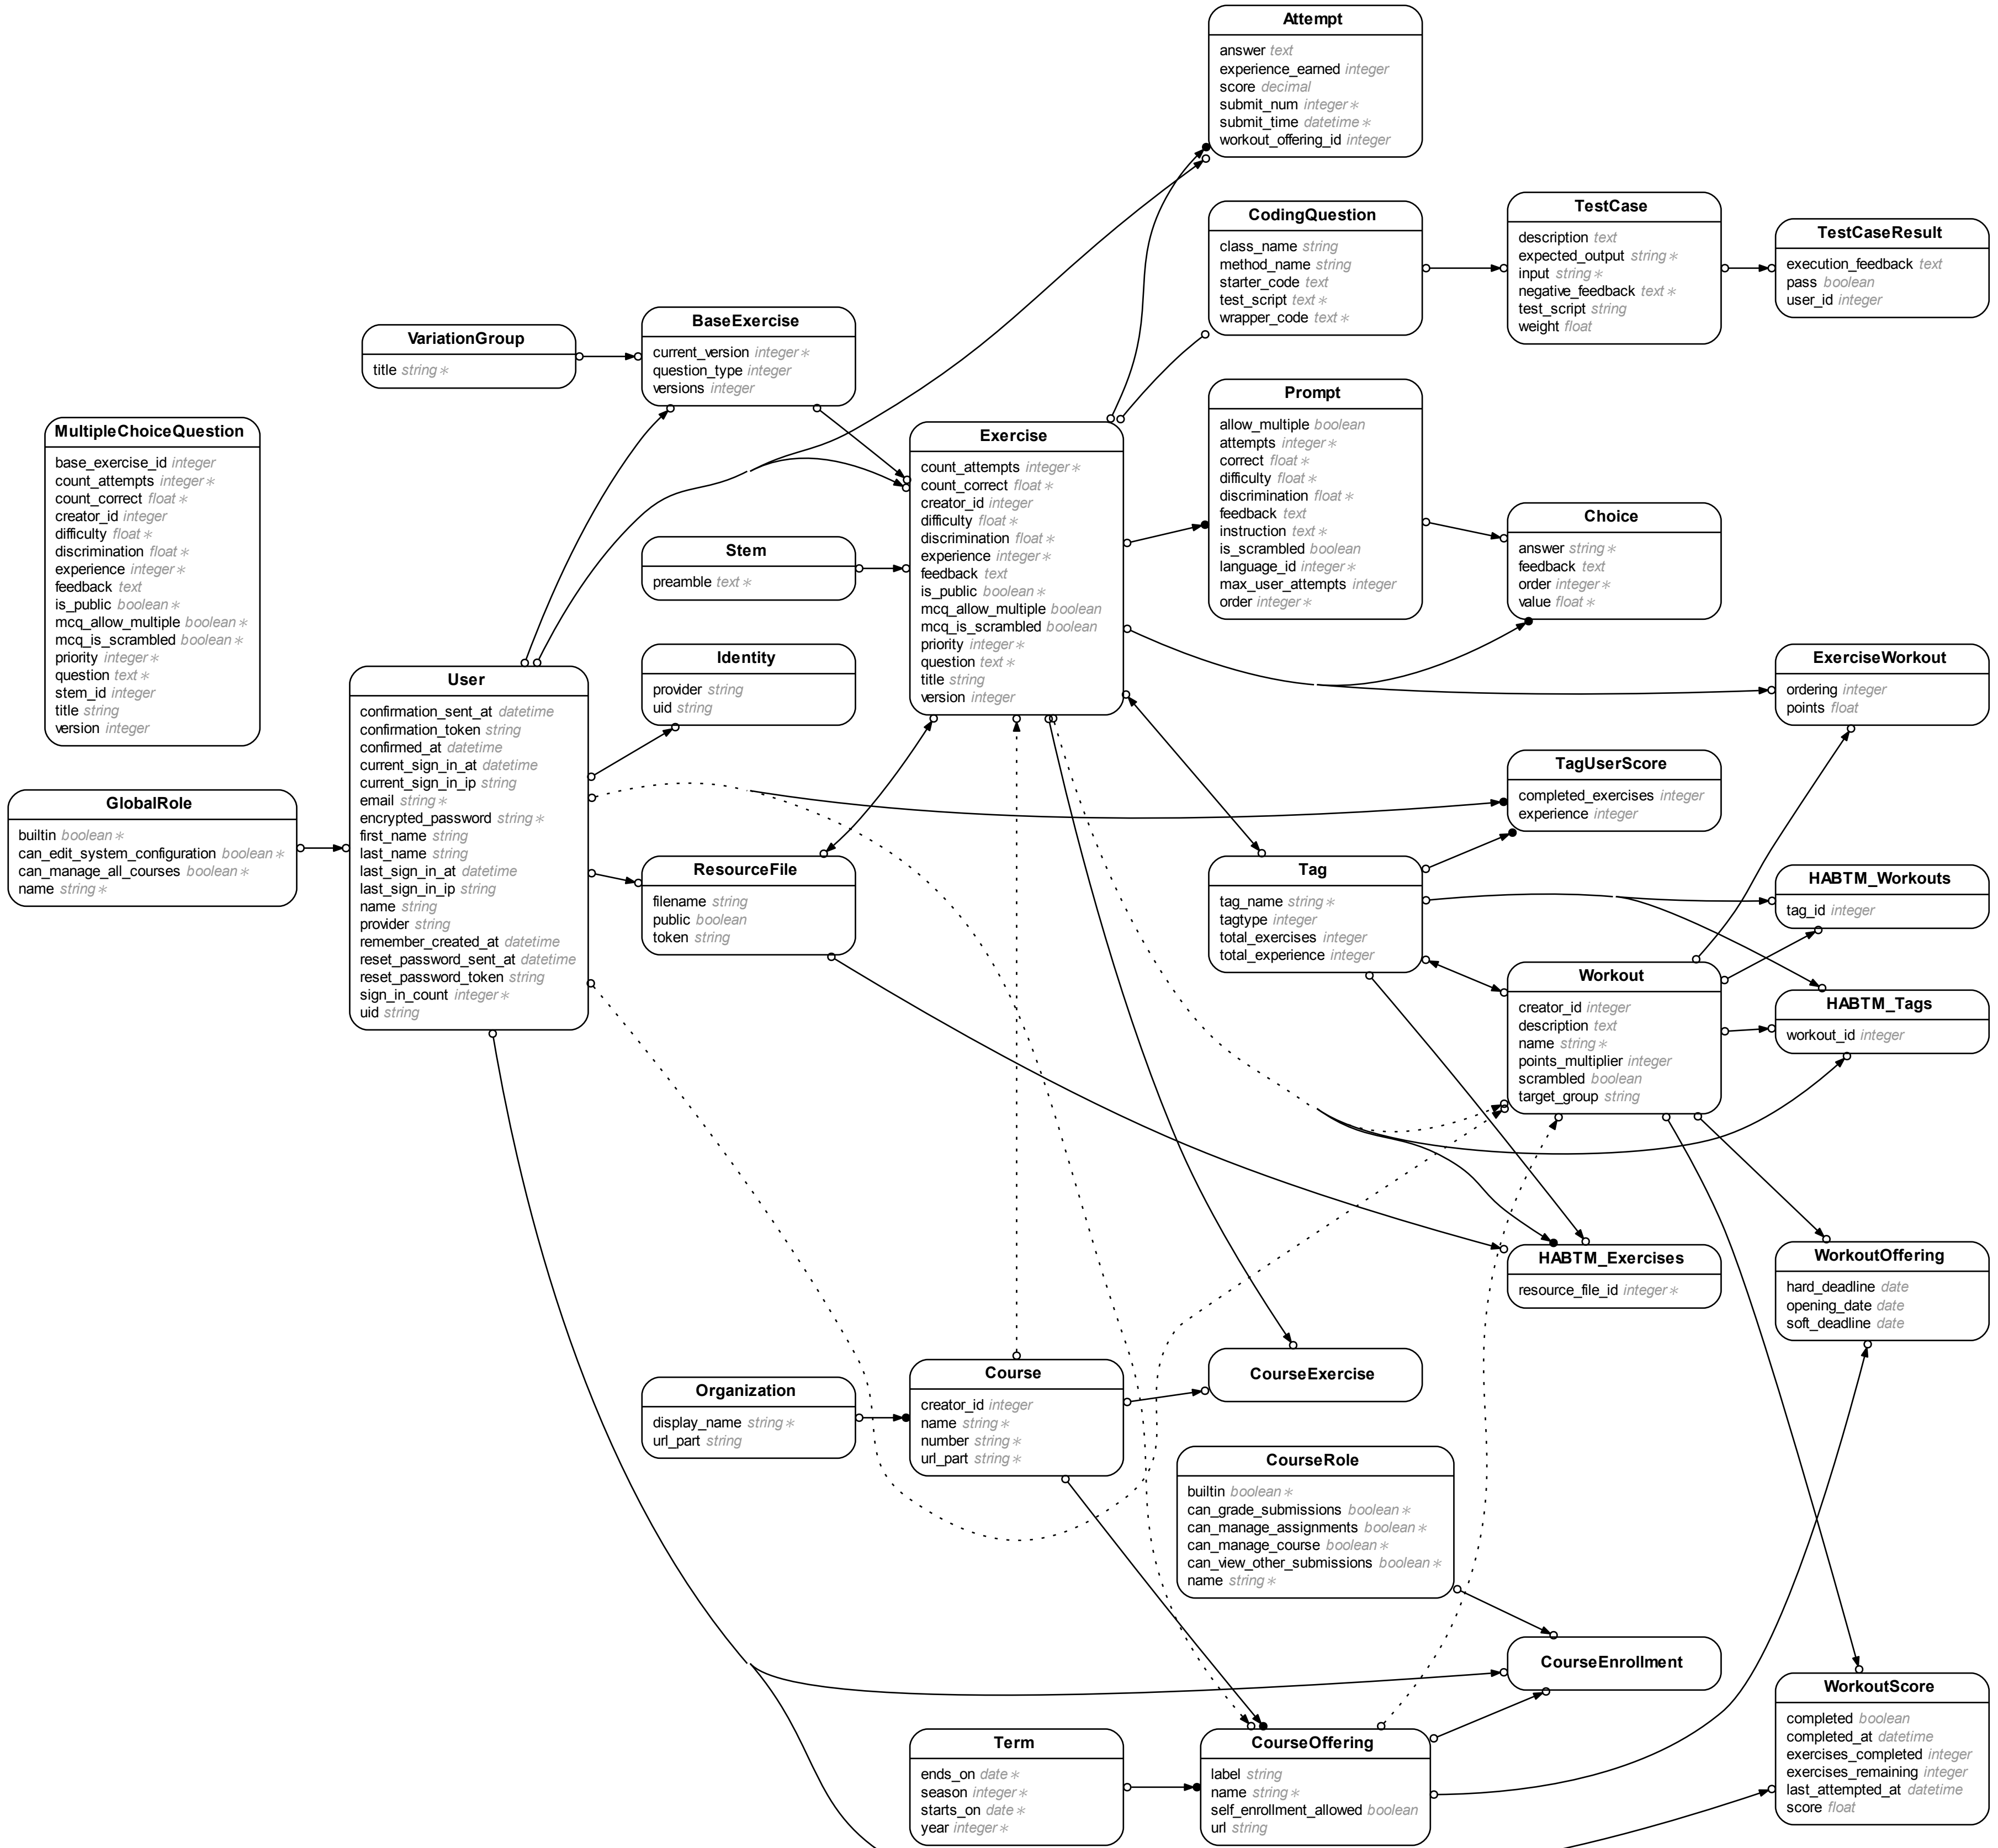 Attempt
answer text
experience_earned integer
score decimal
submit_num integer ∗
submit_time datetime ∗
workout_offering_id integer
CodingQuestion
class_name string
method_name string
starter_code text
test_script text ∗
wrapper_code text ∗
TestCase
description text
expected_output string ∗
input string ∗
negative_feedback text ∗
test_script string
weight float
TestCaseResult
execution_feedback text
pass boolean
user_id integer
VariationGroup
title string ∗
BaseExercise
current_version integer ∗
question_type integer
versions integer
MultipleChoiceQuestion
base_exercise_id integer
count_attempts integer ∗
count_correct float ∗
creator_id integer
difficulty float ∗
discrimination float ∗
experience integer ∗
feedback text
is_public boolean ∗
mcq_allow_multiple boolean ∗
mcq_is_scrambled boolean ∗
priority integer ∗
question text ∗
stem_id integer
title string
version integer
Exercise
count_attempts integer ∗
count_correct float ∗
creator_id integer
difficulty float ∗
discrimination float ∗
experience integer ∗
feedback text
is_public boolean ∗
mcq_allow_multiple boolean
mcq_is_scrambled boolean
priority integer ∗
question text ∗
title string
version integer
Prompt
allow_multiple boolean
attempts integer ∗
correct float ∗
difficulty float ∗
discrimination float ∗
feedback text
instruction text ∗
is_scrambled boolean
language_id integer ∗
max_user_attempts integer
order integer ∗
Choice
answer string ∗
feedback text
order integer ∗
value float ∗
Stem
preamble text ∗
Identity
provider string
uid string
User
confirmation_sent_at datetime
confirmation_token string
confirmed_at datetime
current_sign_in_at datetime
current_sign_in_ip string
email string ∗
encrypted_password string ∗
first_name string
last_name string
last_sign_in_at datetime
last_sign_in_ip string
name string
provider string
remember_created_at datetime
reset_password_sent_at datetime
reset_password_token string
sign_in_count integer ∗
uid string
GlobalRole
builtin boolean ∗
can_edit_system_configuration boolean ∗
can_manage_all_courses boolean ∗
name string ∗
ResourceFile
filename string
public boolean
token string
ExerciseWorkout
ordering integer
points float
TagUserScore
completed_exercises integer
experience integer
Tag
tag_name string ∗
tagtype integer
total_exercises integer
total_experience integer
HABTM_Workouts
tag_id integer
Workout
creator_id integer
description text
name string ∗
points_multiplier integer
scrambled boolean
target_group string
HABTM_Tags
workout_id integer
HABTM_Exercises
resource_file_id integer ∗
WorkoutOffering
hard_deadline date
opening_date date
soft_deadline date
Organization
display_name string ∗
url_part string
Course
creator_id integer
name string ∗
number string ∗
url_part string ∗
CourseExercise
CourseRole
builtin boolean ∗
can_grade_submissions boolean ∗
can_manage_assignments boolean ∗
can_manage_course boolean ∗
can_view_other_submissions boolean ∗
name string ∗
CourseEnrollment
WorkoutScore
completed boolean
completed_at datetime
exercises_completed integer
exercises_remaining integer
last_attempted_at datetime
score float
Term
ends_on date ∗
season integer ∗
starts_on date ∗
year integer ∗
CourseOffering
label string
name string ∗
self_enrollment_allowed boolean
url string